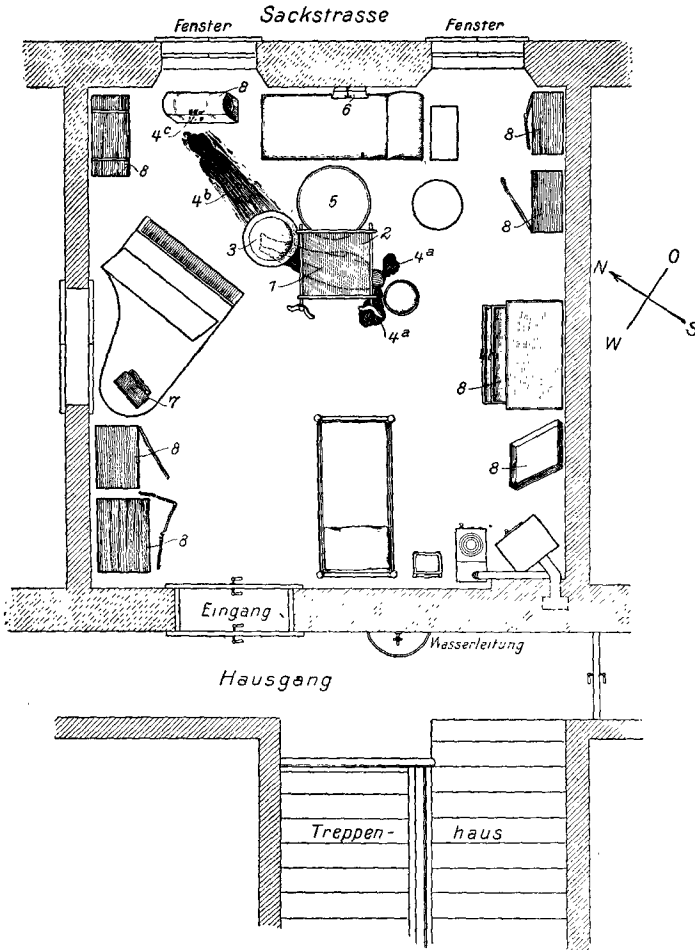 Sackstrasse
Fenster Fenster
8
4c
6
8
8
4b
5
8
3
2
4a
1
4a
N O
W S
8
7
8
8
8
Eingang
Wasserleitung
Hausgang
Treppen- haus